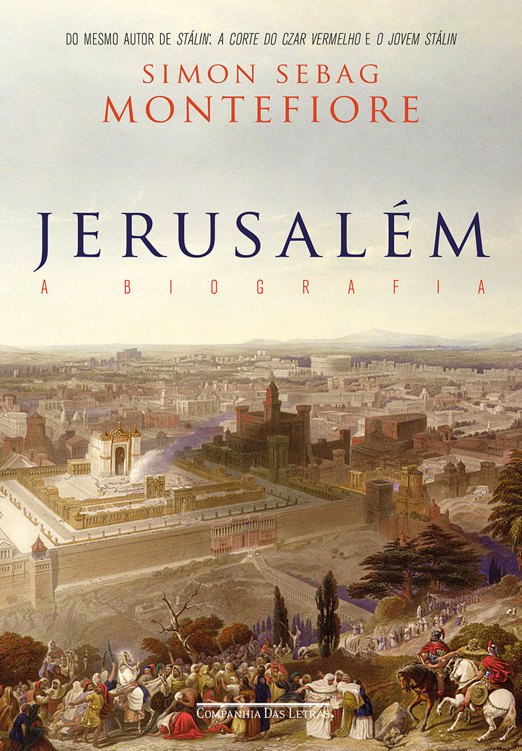 DO MESMO AUTOR DE STÁLIN: A CORTE DO CZAR VERMELHO E O JOVEM STÁLIN
SIMON SEBAG
MONTEFIORE
JERUSALÉM
A BIOGRAFIA
COMPANHIA DAS LETRAS